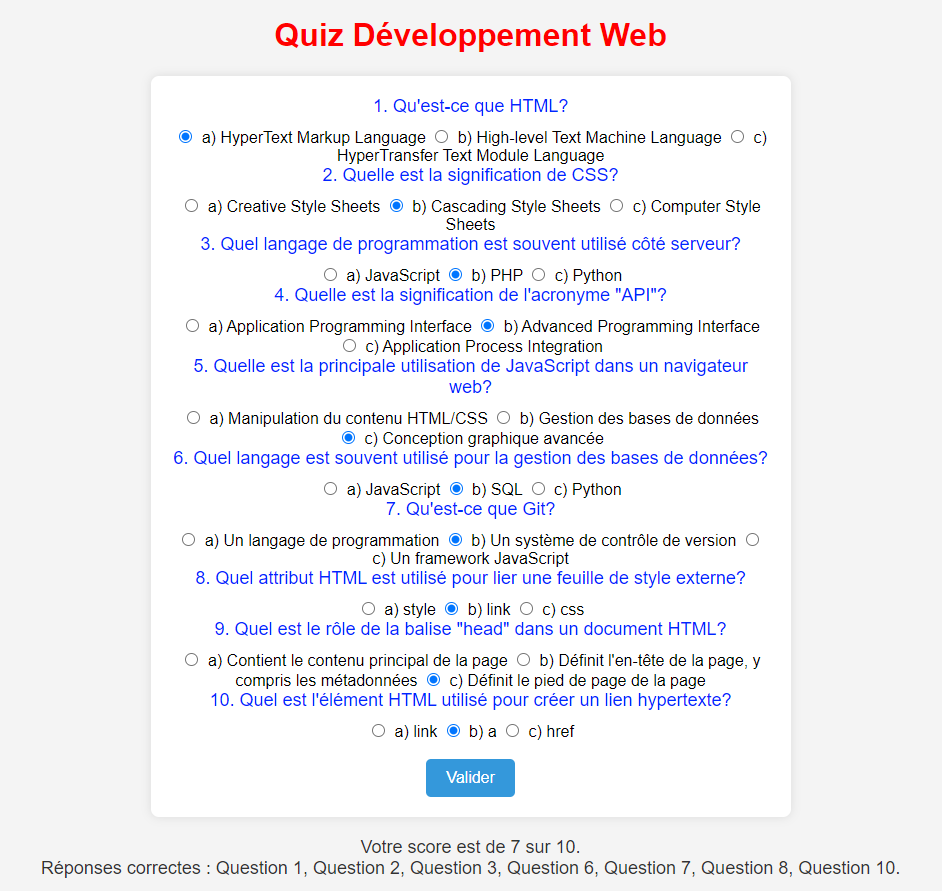 Quiz Développement Web
1. Qu'est-ce que HTML?
a) HyperText Markup Language b) High-level Text Machine Language c)
HyperTransfer Text Module Language
2. Quelle est la signification de CSS?
a) Creative Style Sheets b) Cascading Style Sheets c) Computer Style
Sheets
3. Quel langage de programmation est souvent utilisé côté serveur?
a) JavaScript b) PHP c) Python
4. Quelle est la signification de l'acronyme "API"?
a) Application Programming Interface b) Advanced Programming Interface
c) Application Process Integration
5. Quelle est la principale utilisation de JavaScript dans un navigateur
web?
a) Manipulation du contenu HTML/CSS b) Gestion des bases de données
c) Conception graphique avancée
6. Quel langage est souvent utilisé pour la gestion des bases de données?
a) JavaScript b) SQL c) Python
7. Qu'est-ce que Git?
a) Un langage de programmation b) Un système de contrôle de version
c) Un framework JavaScript
8. Quel attribut HTML est utilisé pour lier une feuille de style externe?
a) style b) link c) css
9. Quel est le rôle de la balise "head" dans un document HTML?
a) Contient le contenu principal de la page b) Définit l'en-tête de la page, y
compris les métadonnées c) Définit le pied de page de la page
10. Quel est l'élément HTML utilisé pour créer un lien hypertexte?
a) link b) a c) href
Valider
Votre score est de 7 sur 10.
Réponses correctes : Question 1, Question 2, Question 3, Question 6, Question 7, Question 8, Question 10.